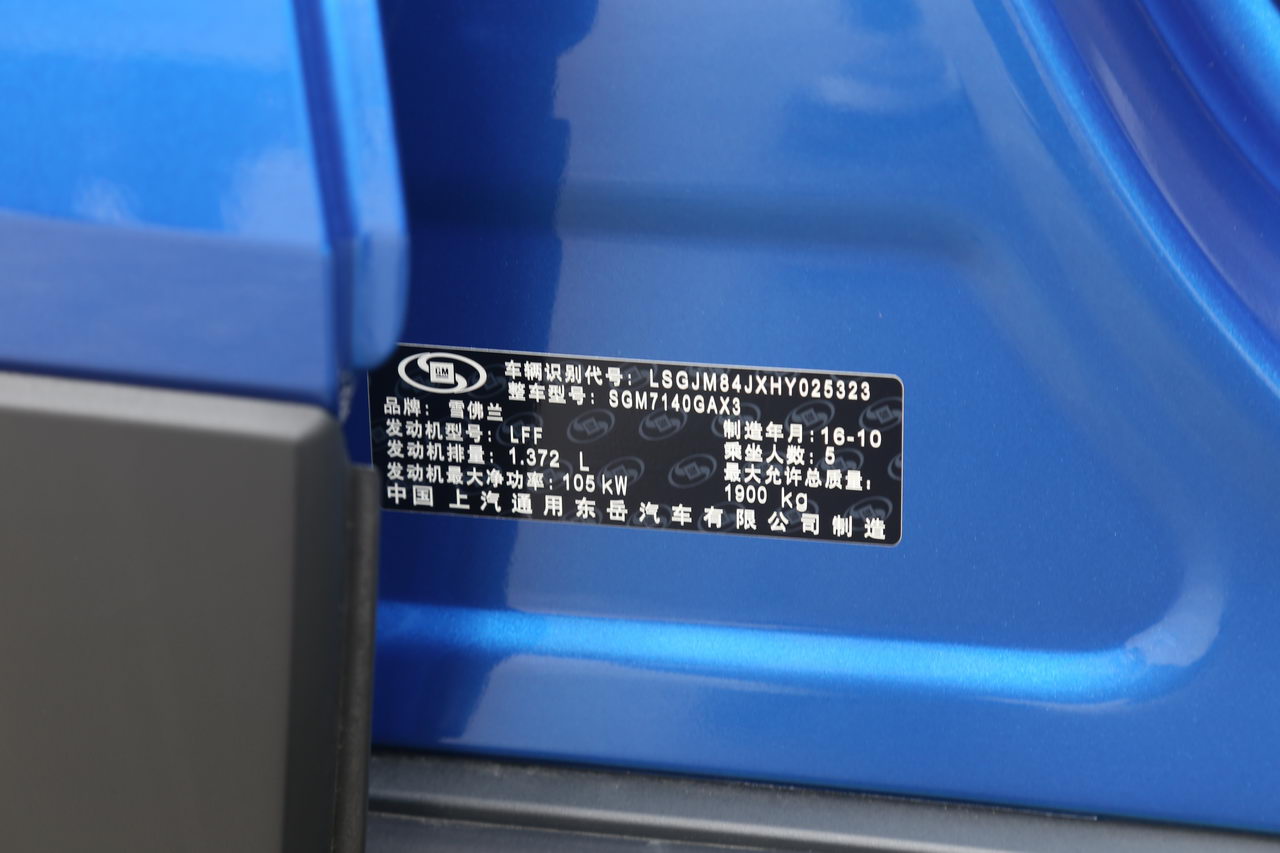 GM
车辆识别代号：LSGJM84JXHY025323
整车型号：SGM7140GAX3
品牌：雪佛兰
发动机型号：LFF
制造年月：16-10
发动机排量：1.372 L
乘坐人数：5
发动机最大净功率：105 kW
最大允许总质量：
1900 kg
中国 上汽通用东岳汽车有限公司制造